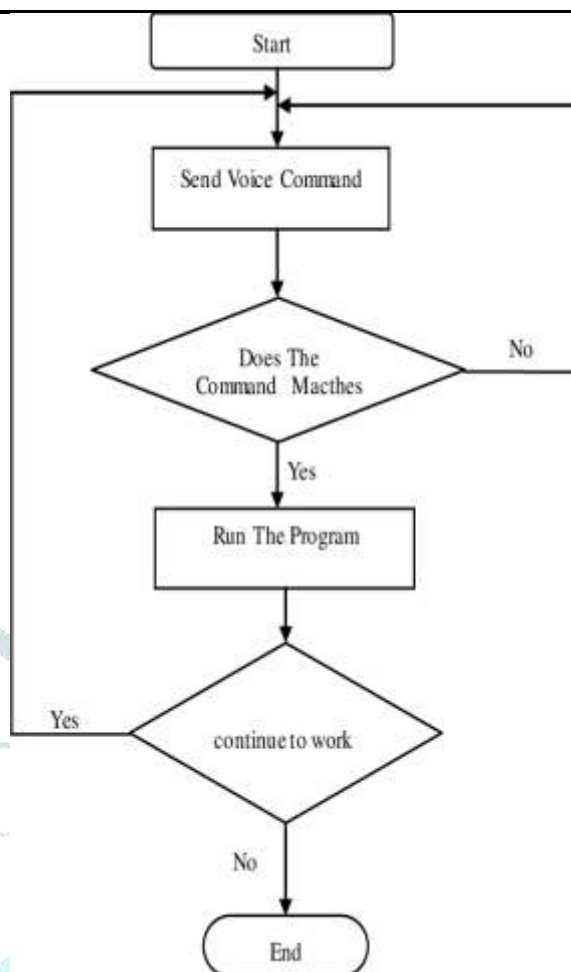 Start
Send Voice Command
Does The
Command Macthes
No
Yes
Run The Program
Yes
continue to work
No
End